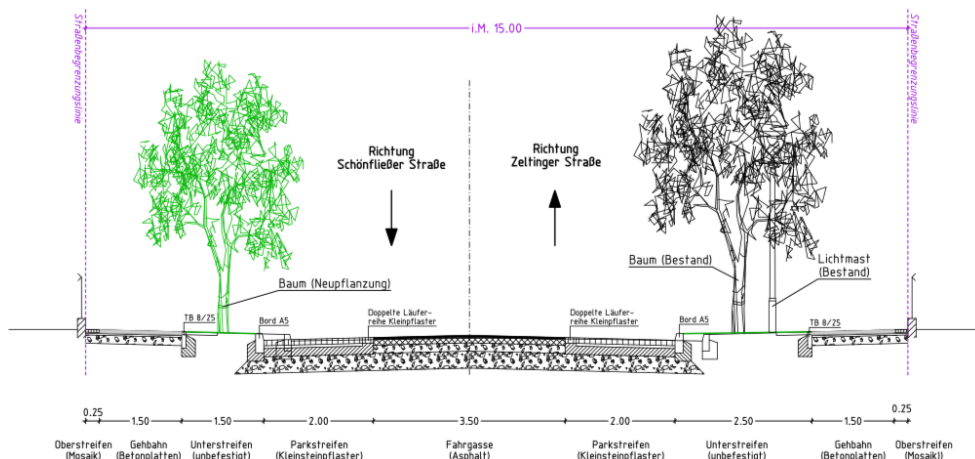 i.M. 15.00
Straßenbegrenzungslinie
Straßenbegrenzungslinie
Richtung
Schönfließer Straße
Richtung
Zeltinger Straße
Baum (Neupflanzung)
Baum (Bestand)
Lichtmast
(Bestand)
TB 8/25
Bord A5
Doppelte Läufer-
reihe Kleinpflaster
Doppelte Läufer-
reihe Kleinpflaster
Bord A5
TB 8/25
0.25
1.50
1.50
2.00
3.50
2.00
2.50
1.50
0.25
Oberstreifen
(Mosaik)
Gehbahn
(Betonplatten)
Unterstreifen
(unbefestigt)
Parkstreifen
(Kleinsteinpflaster)
Fahrgasse
(Asphalt)
Parkstreifen
(Kleinsteinpflaster)
Unterstreifen
(unbefestigt)
Gehbahn
(Betonplatten)
Oberstreifen
(Mosaik))